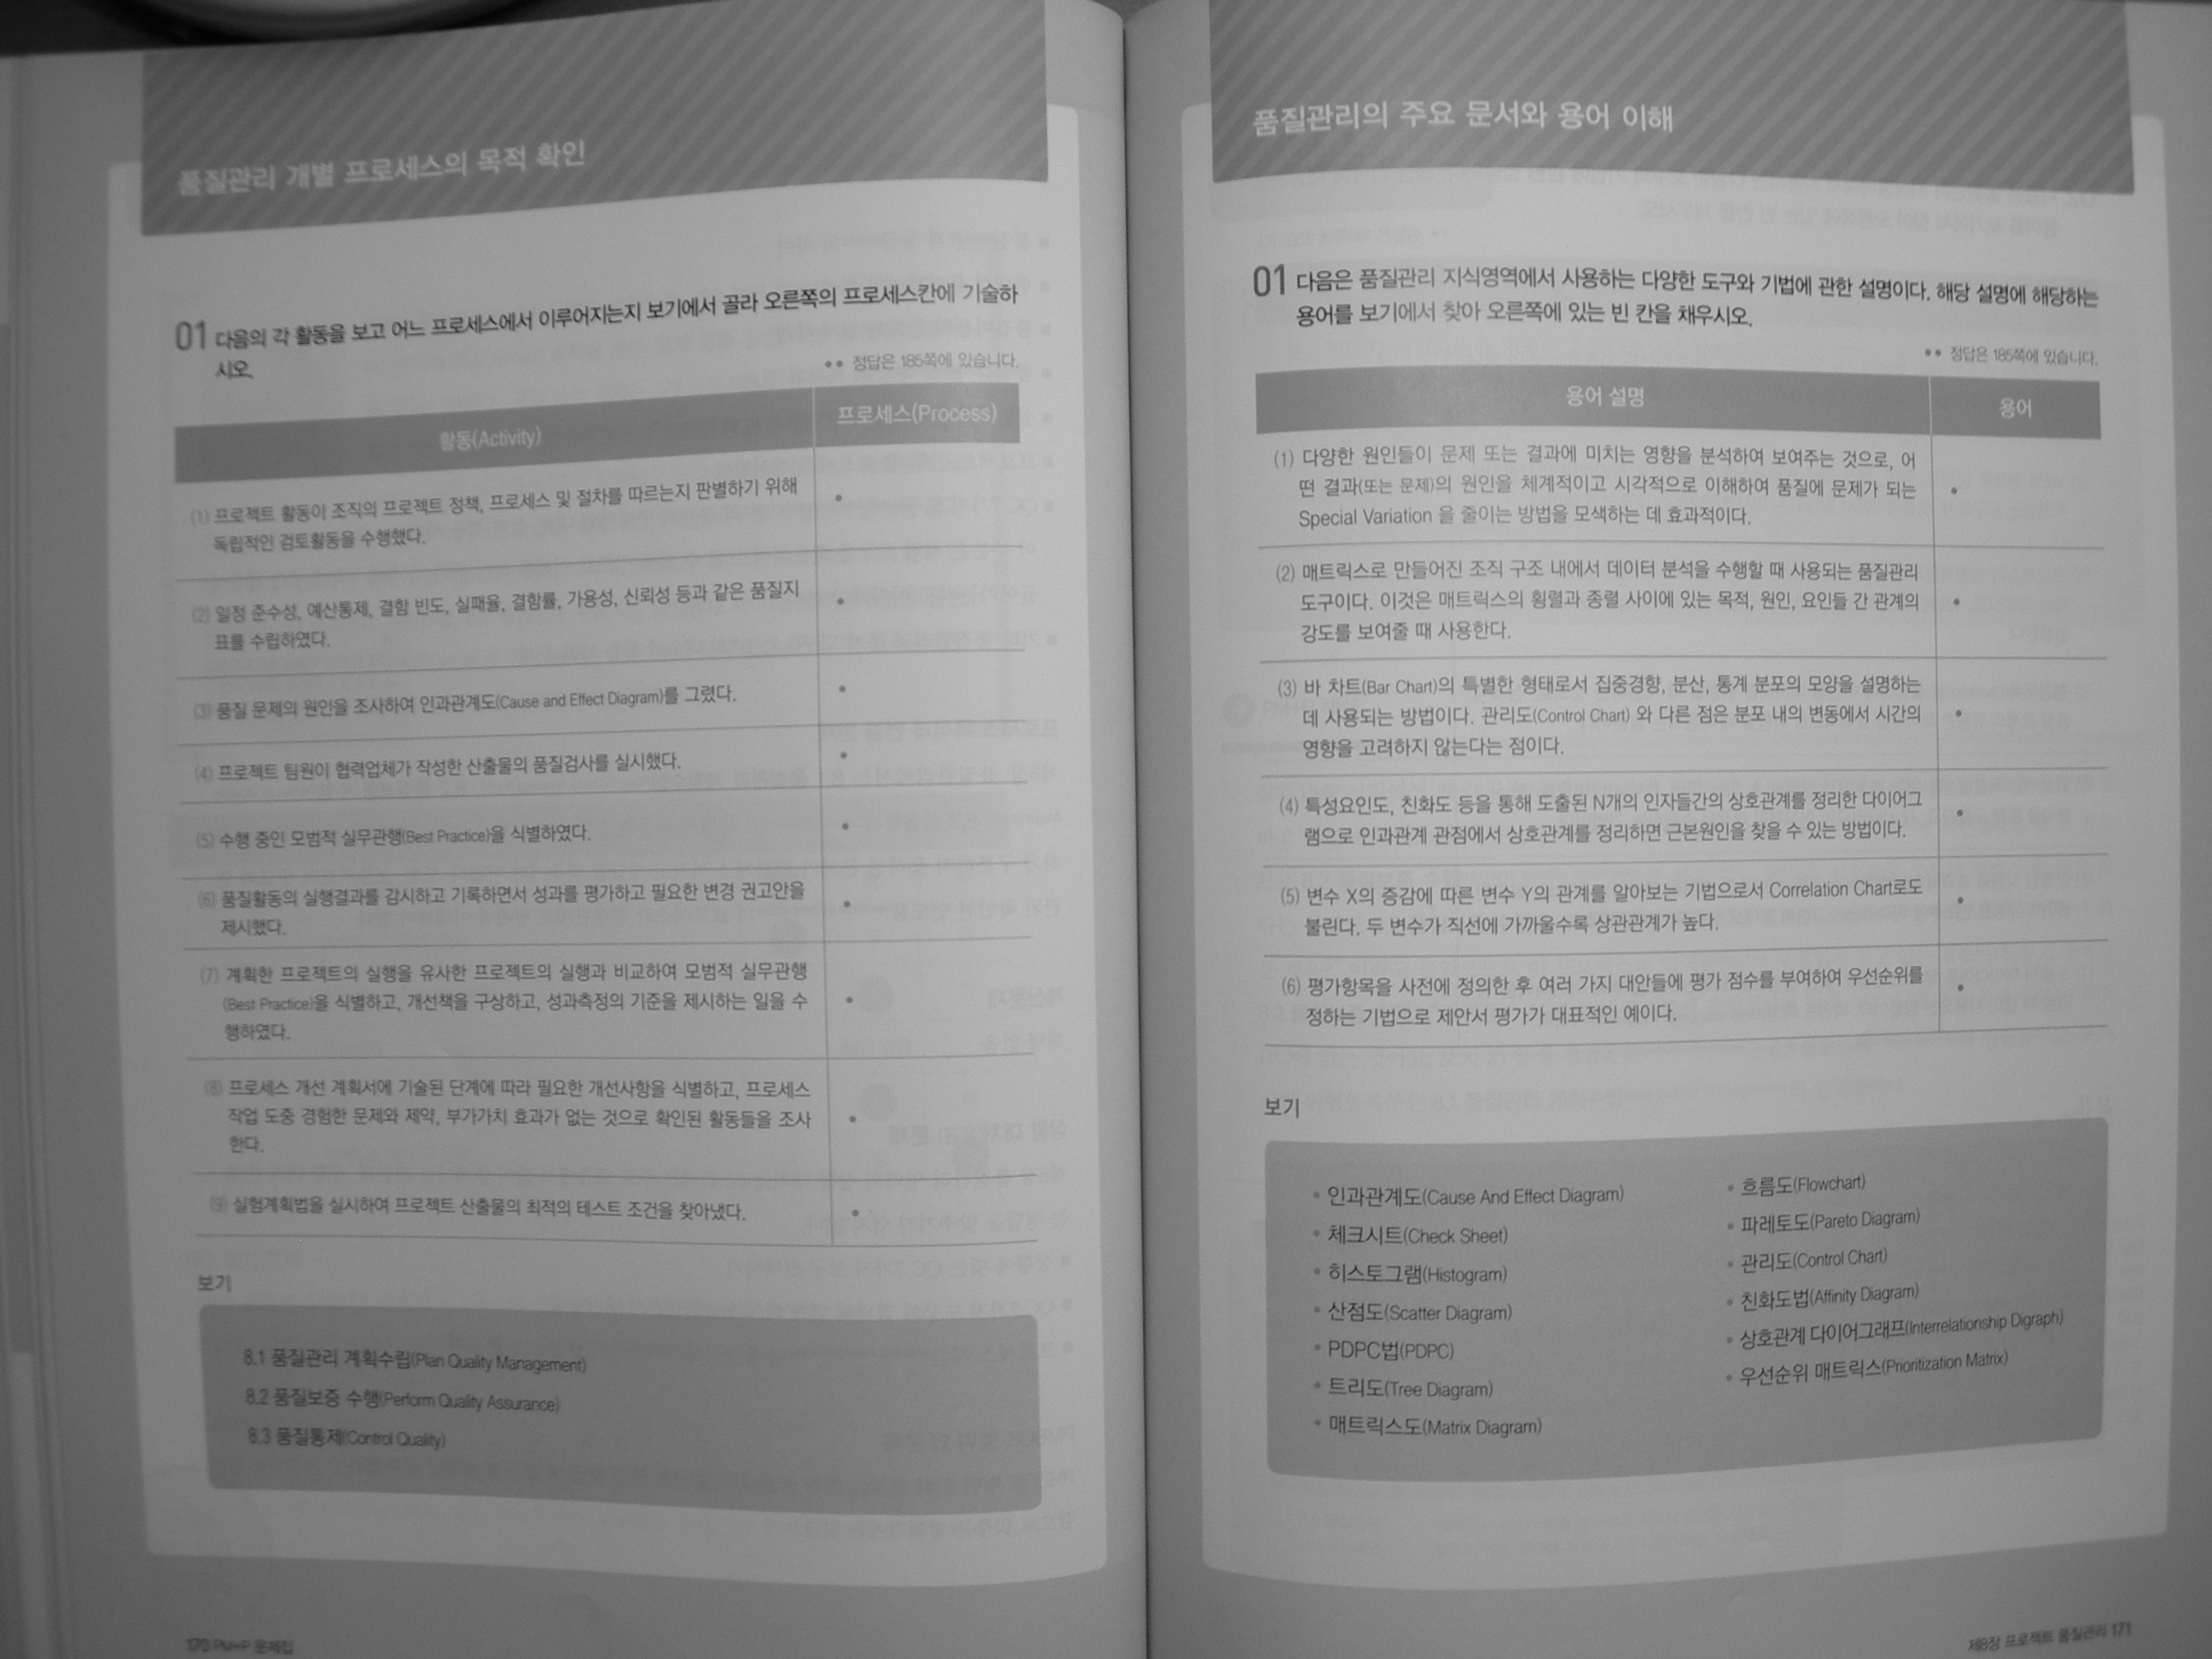 품질관리 개별 프로세스의 목적 확인
01 다음의 각 활동을 보고 어느 프로세스에서 이루어지는지 보기에서 골라 오른쪽의 프로세스칸에 기술하
시오.
●● 정답은 185쪽에 있습니다.
활동(Activity)
프로세스(Process)
(1) 프로젝트 활동이 조직의 프로젝트 정책, 프로세스 및 절차를 따르는지 판별하기 위해
독립적인 검토활동을 수행했다.
(2) 일정 준수성, 예산통제, 결함 빈도, 실패율, 결함률, 가용성, 신뢰성 등과 같은 품질지
표를 수립하였다.
(3) 품질 문제의 원인을 조사하여 인과관계도(Cause and Effect Diagram)를 그렸다.
(4) 프로젝트 팀원이 협력업체가 작성한 산출물의 품질검사를 실시했다.
(5) 수행 중인 모범적 실무관행(Best Practice)을 식별하였다.
(6) 품질활동의 실행결과를 감시하고 기록하면서 성과를 평가하고 필요한 변경 권고안을
제시했다.
(7) 계획한 프로젝트의 실행을 유사한 프로젝트의 실행과 비교하여 모범적 실무관행
(Best Practice)을 식별하고, 개선책을 구상하고, 성과측정의 기준을 제시하는 일을 수
행하였다.
(8) 프로세스 개선 계획서에 기술된 단계에 따라 필요한 개선사항을 식별하고, 프로세스
작업 도중 경험한 문제와 제약, 부가가치 효과가 없는 것으로 확인된 활동들을 조사
한다.
(9) 실험계획법을 실시하여 프로젝트 산출물의 최적의 테스트 조건을 찾아냈다.
보기
8.1 품질관리 계획수립(Plan Quality Management)
8.2 품질보증 수행(Perform Quality Assurance)
8.3 품질통제(Control Quality)
170 PMP 문제집
품질관리의 주요 문서와 용어 이해
01 다음은 품질관리 지식영역에서 사용하는 다양한 도구와 기법에 관한 설명이다. 해당 설명에 해당하는
용어를 보기에서 찾아 오른쪽에 있는 빈 칸을 채우시오.
●● 정답은 185쪽에 있습니다.
용어 설명
용어
(1) 다양한 원인들이 문제 또는 결과에 미치는 영향을 분석하여 보여주는 것으로, 어
떤 결과(또는 문제)의 원인을 체계적이고 시각적으로 이해하여 품질에 문제가 되는
Special Variation 을 줄이는 방법을 모색하는 데 효과적이다.
(2) 매트릭스로 만들어진 조직 구조 내에서 데이터 분석을 수행할 때 사용되는 품질관리
도구이다. 이것은 매트릭스의 횡렬과 종렬 사이에 있는 목적, 원인, 요인들 간 관계의
강도를 보여줄 때 사용한다.
(3) 바 차트(Bar Chart)의 특별한 형태로서 집중경향, 분산, 통계 분포의 모양을 설명하는
데 사용되는 방법이다. 관리도(Control Chart) 와 다른 점은 분포 내의 변동에서 시간의
영향을 고려하지 않는다는 점이다.
(4) 특성요인도, 친화도 등을 통해 도출된 N개의 인자들간의 상호관계를 정리한 다이어그
램으로 인과관계 관점에서 상호관계를 정리하면 근본원인을 찾을 수 있는 방법이다.
(5) 변수 X의 증감에 따른 변수 Y의 관계를 알아보는 기법으로서 Correlation Chart로도
불린다. 두 변수가 직선에 가까울수록 상관관계가 높다.
(6) 평가항목을 사전에 정의한 후 여러 가지 대안들에 평가 점수를 부여하여 우선순위를
정하는 기법으로 제안서 평가가 대표적인 예이다.
보기
• 인과관계도(Cause And Effect Diagram)
• 체크시트(Check Sheet)
• 히스토그램(Histogram)
• 산점도(Scatter Diagram)
• PDPC법(PDPC)
• 트리도(Tree Diagram)
• 매트릭스도(Matrix Diagram)
• 흐름도(Flowchart)
• 파레토도(Pareto Diagram)
• 관리도(Control Chart)
• 친화도법(Affinity Diagram)
• 상호관계 다이어그래프(Interrelationship Digraph)
• 우선순위 매트릭스(Prioritization Matrix)
제8장 프로젝트 품질관리 171